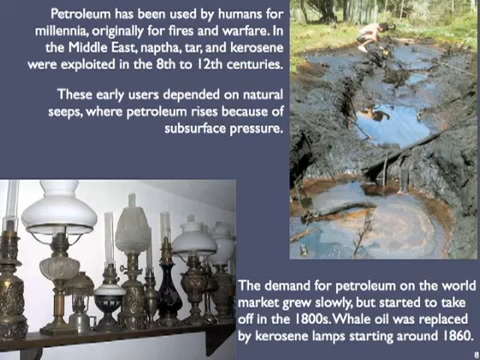 Petroleum has been used by humans for
millennia, originally for fires and warfare. In
the Middle East, naptha, tar, and kerosene
were exploited in the 8th to 12th centuries.
These early users depended on natural
seeps, where petroleum rises because of
subsurface pressure.
The demand for petroleum on the world
market grew slowly, but started to take
off in the 1800s. Whale oil was replaced
by kerosene lamps starting around 1860.
8